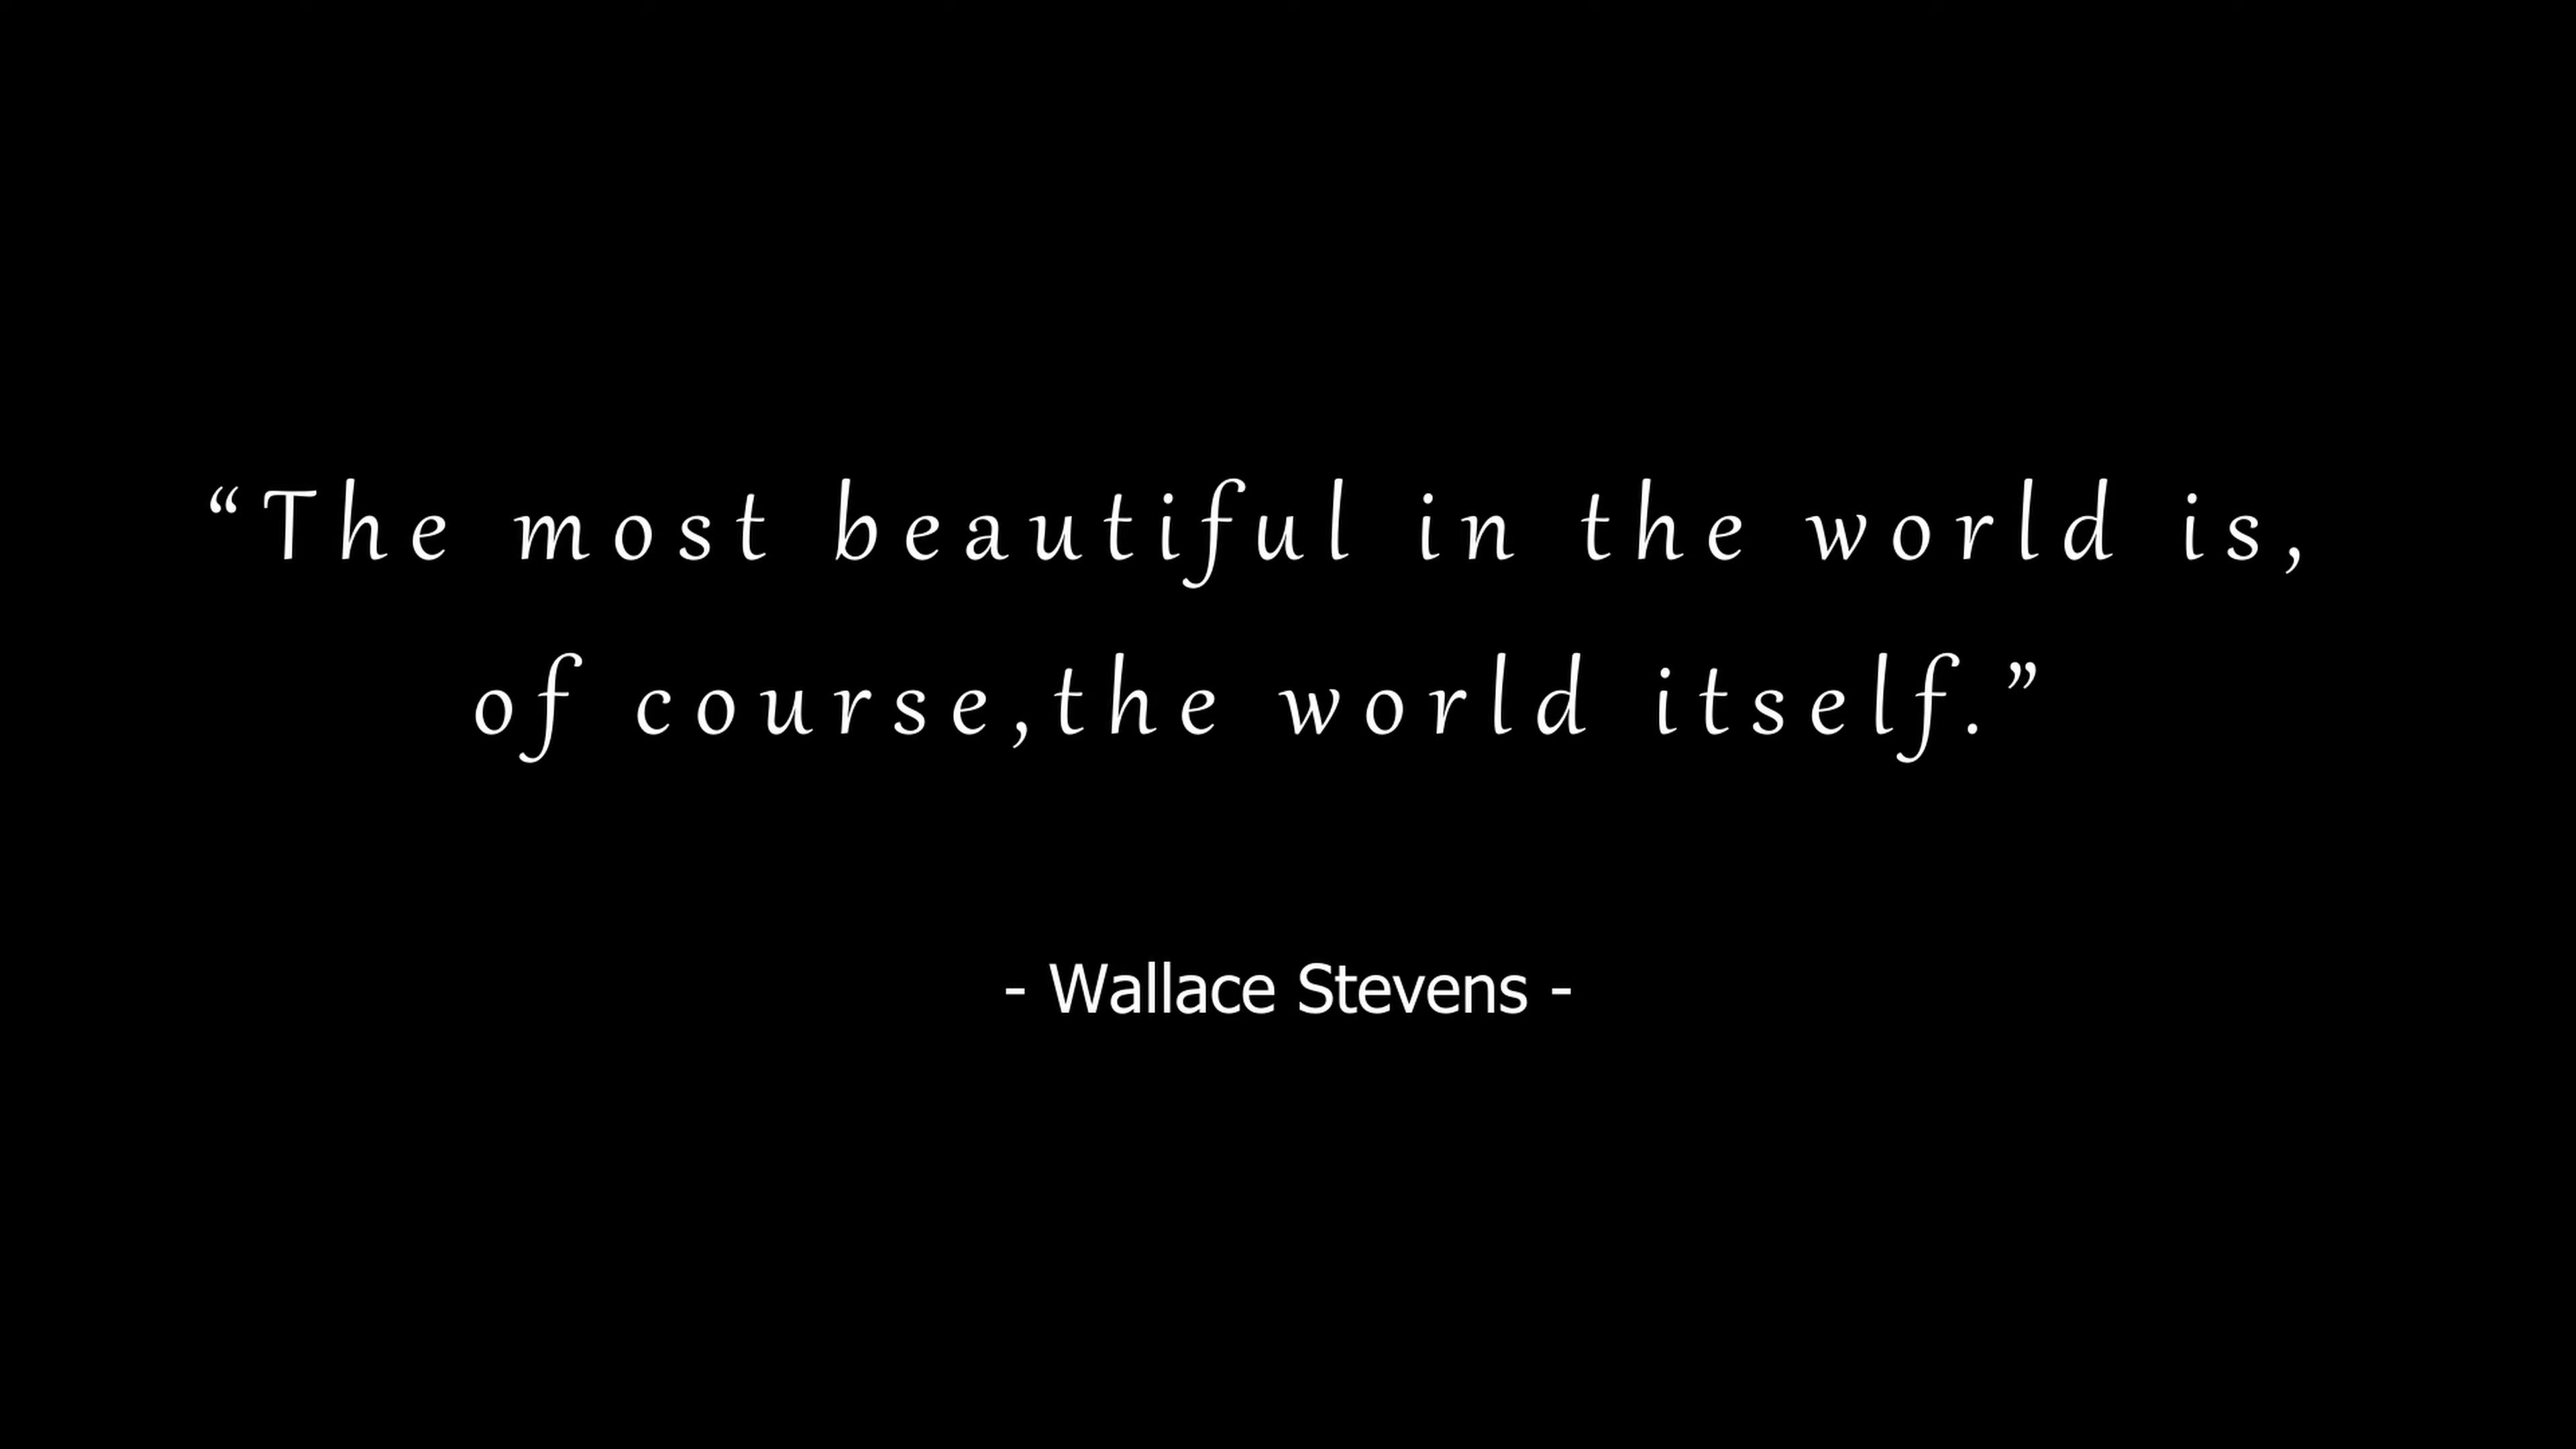 “The most beautiful in the world is,
of course,the world itself.”
- Wallace Stevens -